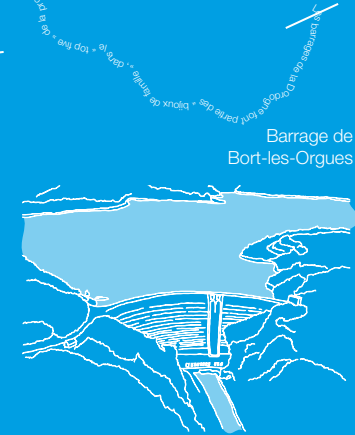 Les barrages de la Dordogne font partie des " bijoux de famille ", dans le " top five " de la pro
Barrage de
Bort-les-Orgues